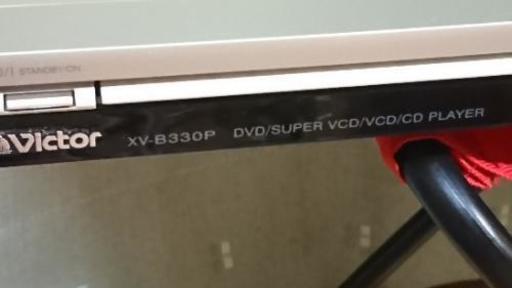 ⏻/I STANDBY/ON
Victor XV-B330P DVD/SUPER VCD/VCD/CD PLAYER